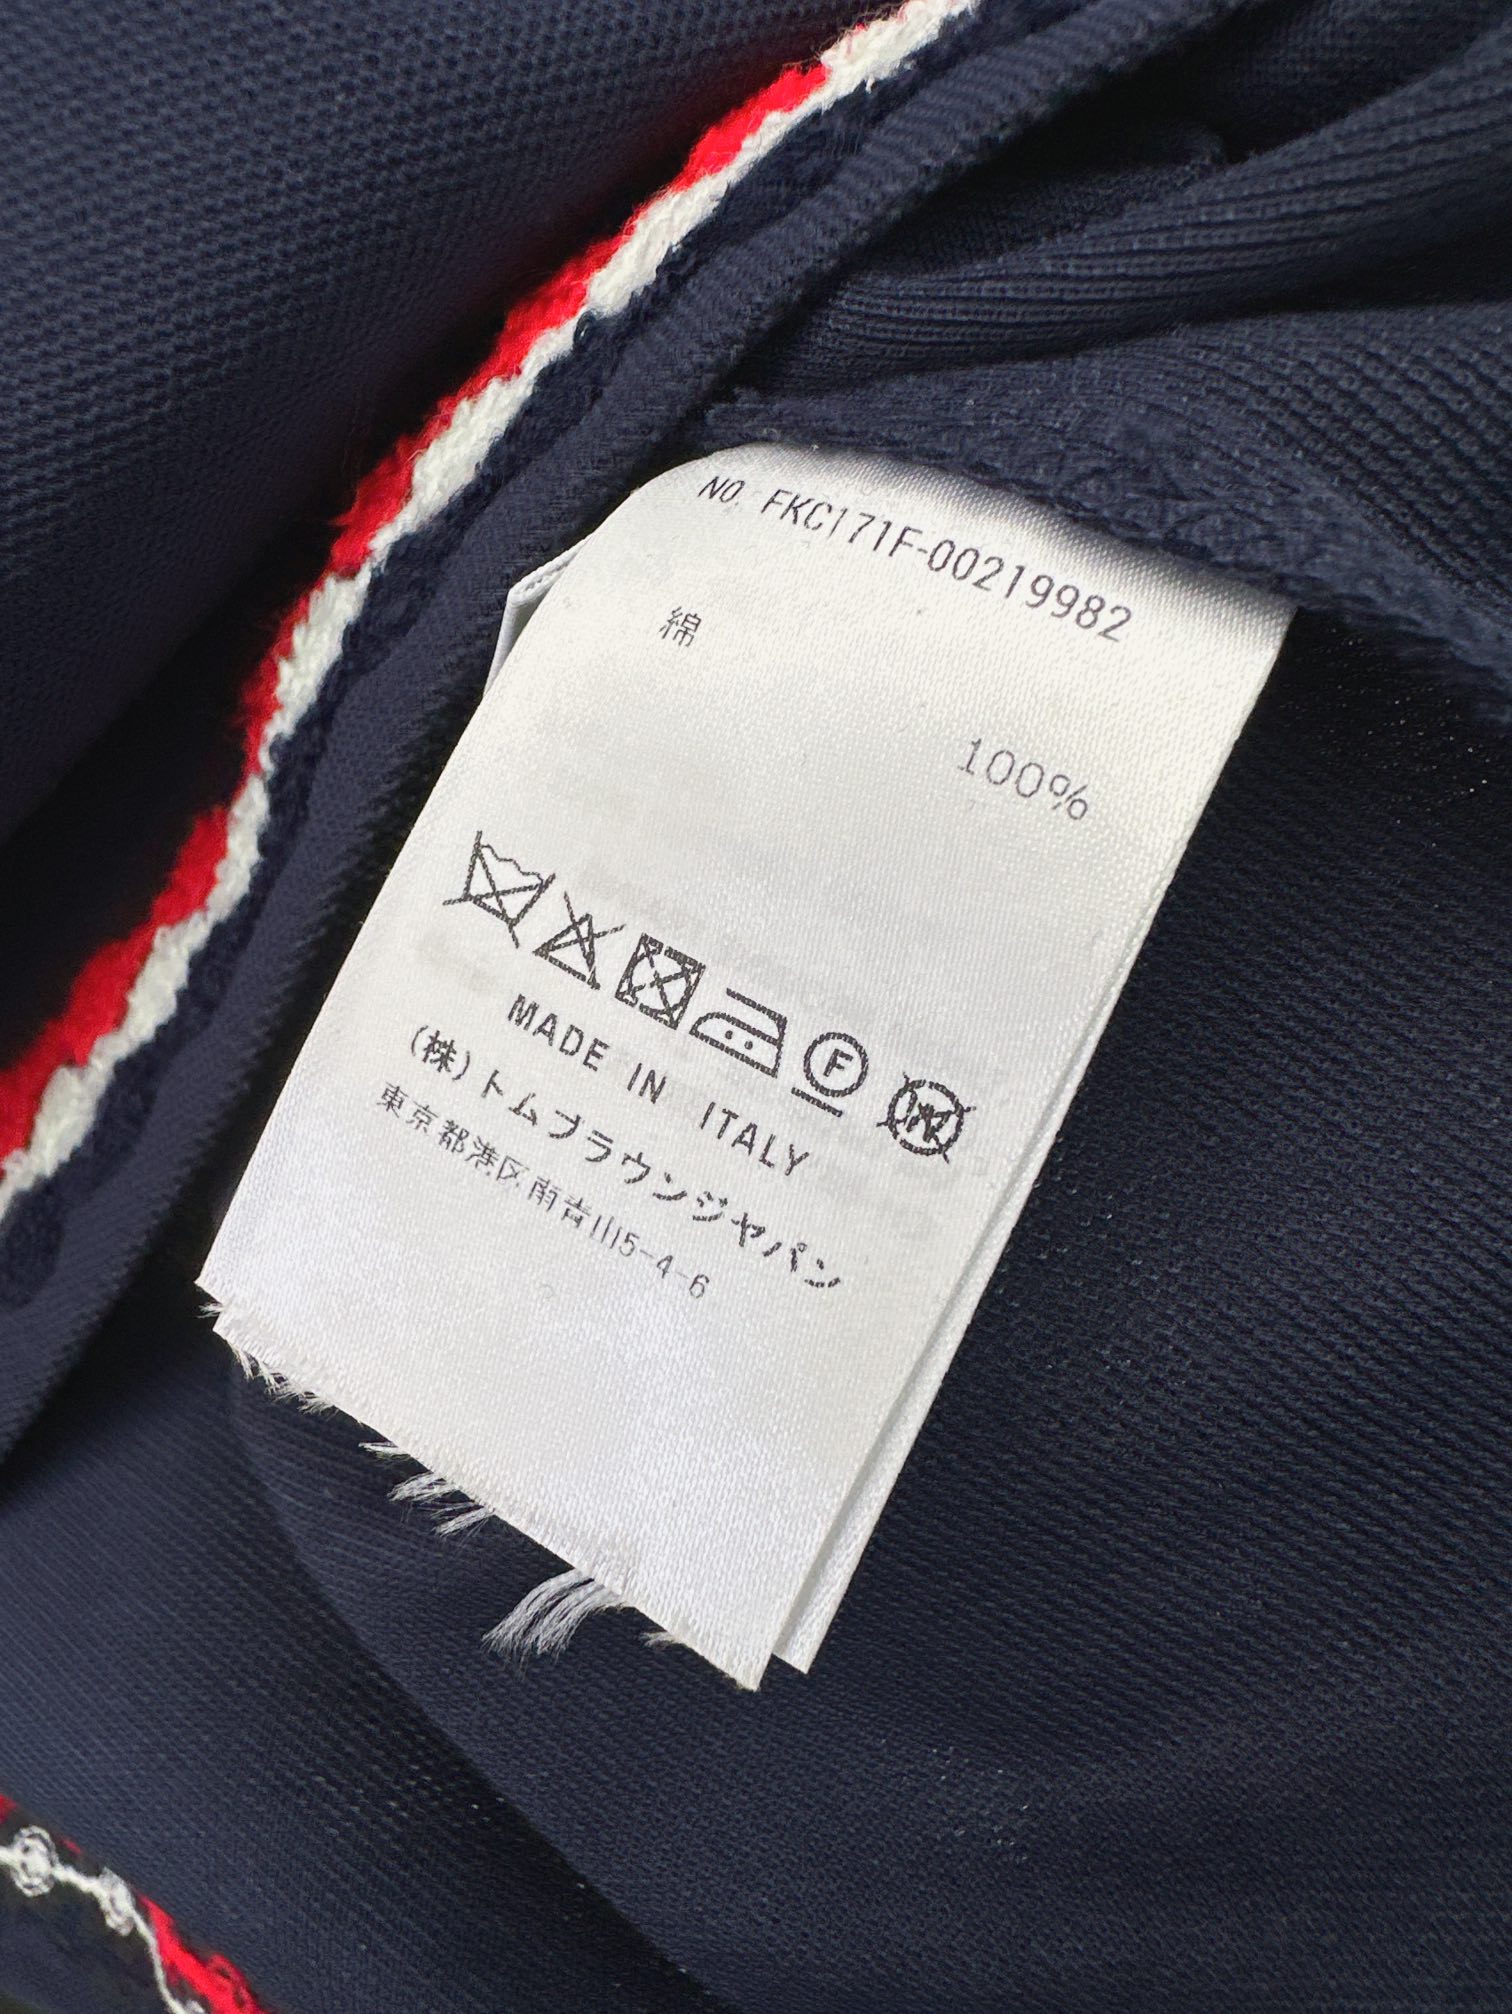 NO. FKC171F-00219982
綿
100%
F
W
MADE IN ITALY
(株)トムブラウンジャパン
東京都港区南青山5-4-6